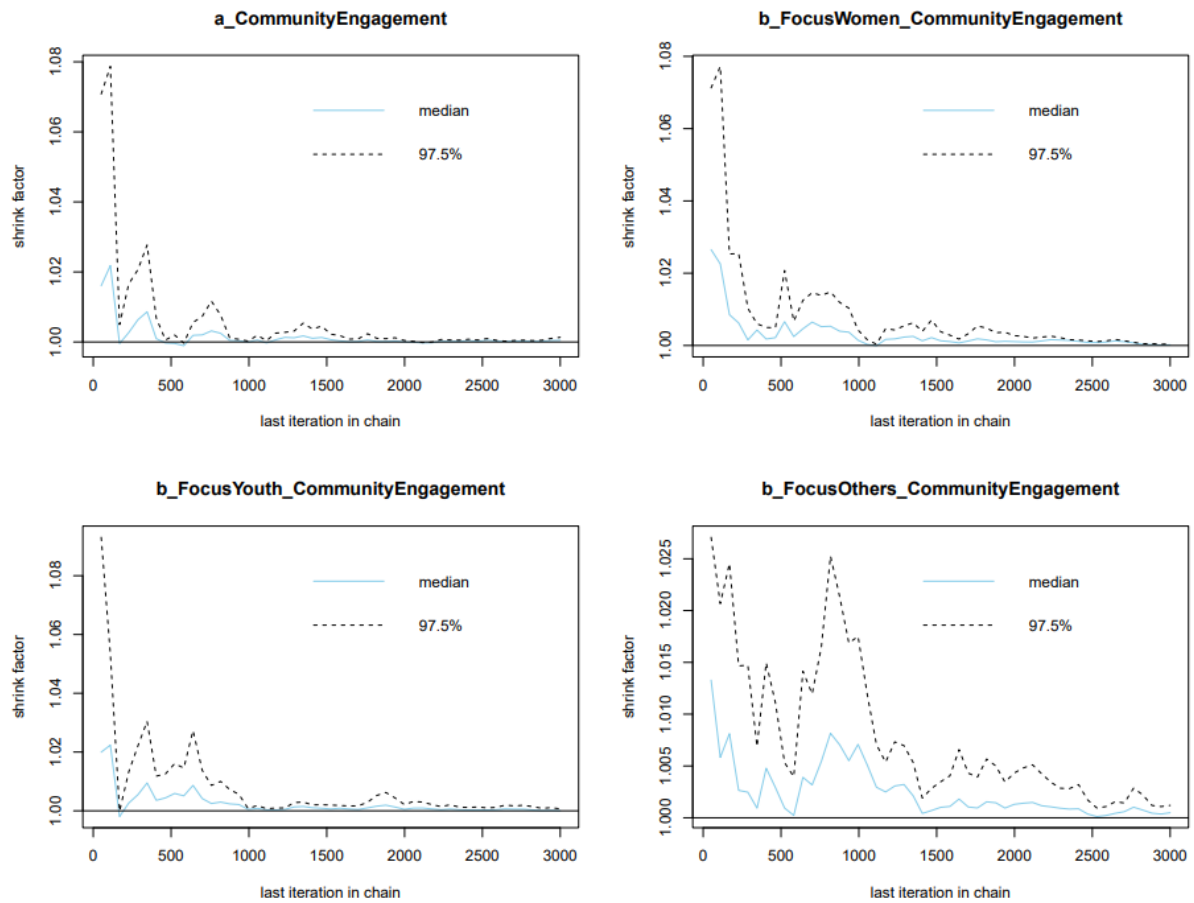 a_CommunityEngagement
shrink factor
1.00 1.02 1.04 1.06 1.08
median
97.5%
0 500 1000 1500 2000 2500 3000
last iteration in chain
b_FocusWomen_CommunityEngagement
shrink factor
1.00 1.02 1.04 1.06 1.08
median
97.5%
0 500 1000 1500 2000 2500 3000
last iteration in chain
b_FocusYouth_CommunityEngagement
shrink factor
1.00 1.02 1.04 1.06 1.08
median
97.5%
0 500 1000 1500 2000 2500 3000
last iteration in chain
b_FocusOthers_CommunityEngagement
shrink factor
1.000 1.005 1.010 1.015 1.020 1.025
median
97.5%
0 500 1000 1500 2000 2500 3000
last iteration in chain